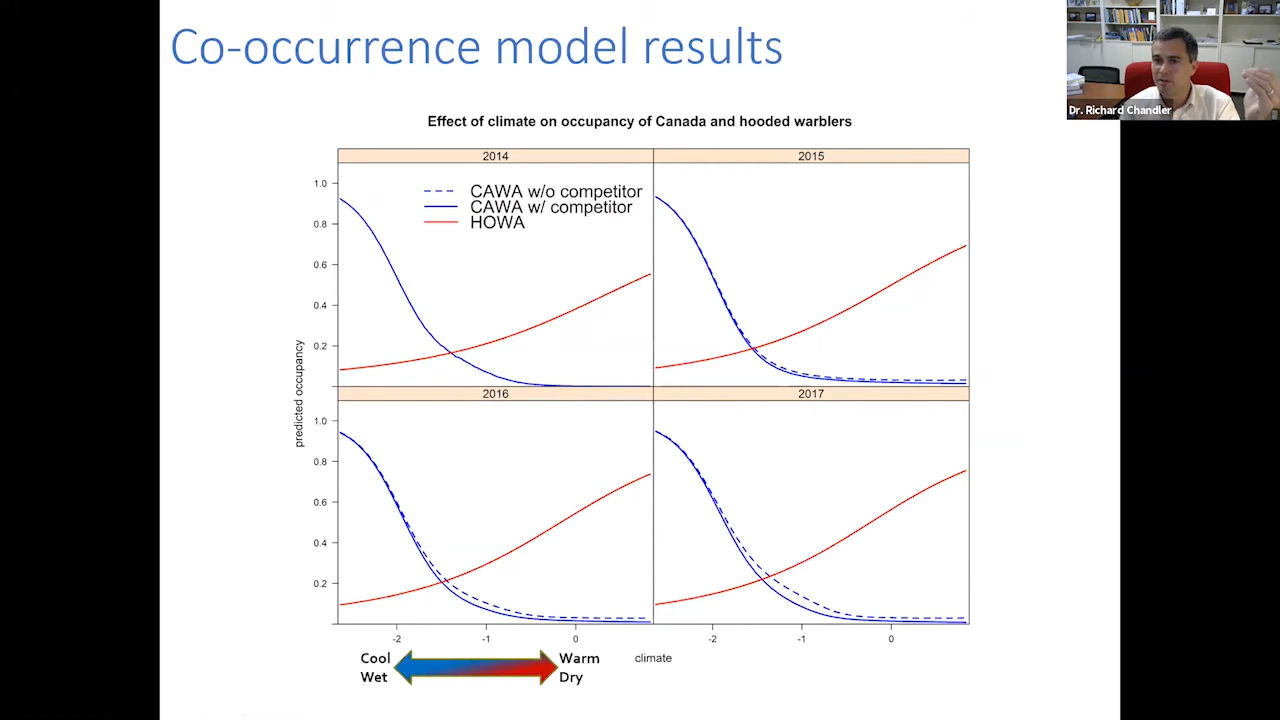 Co-occurrence model results
Dr. Richard Chandler
Effect of climate on occupancy of Canada and hooded warblers
2014
2015
1.0
0.8
0.6
0.4
0.2
CAWA w/o competitor
CAWA w/ competitor
HOWA
predicted occupancy
2016
2017
1.0
0.8
0.6
0.4
0.2
-2
-1
0
-2
-1
0
climate
Cool
Wet
Warm
Dry